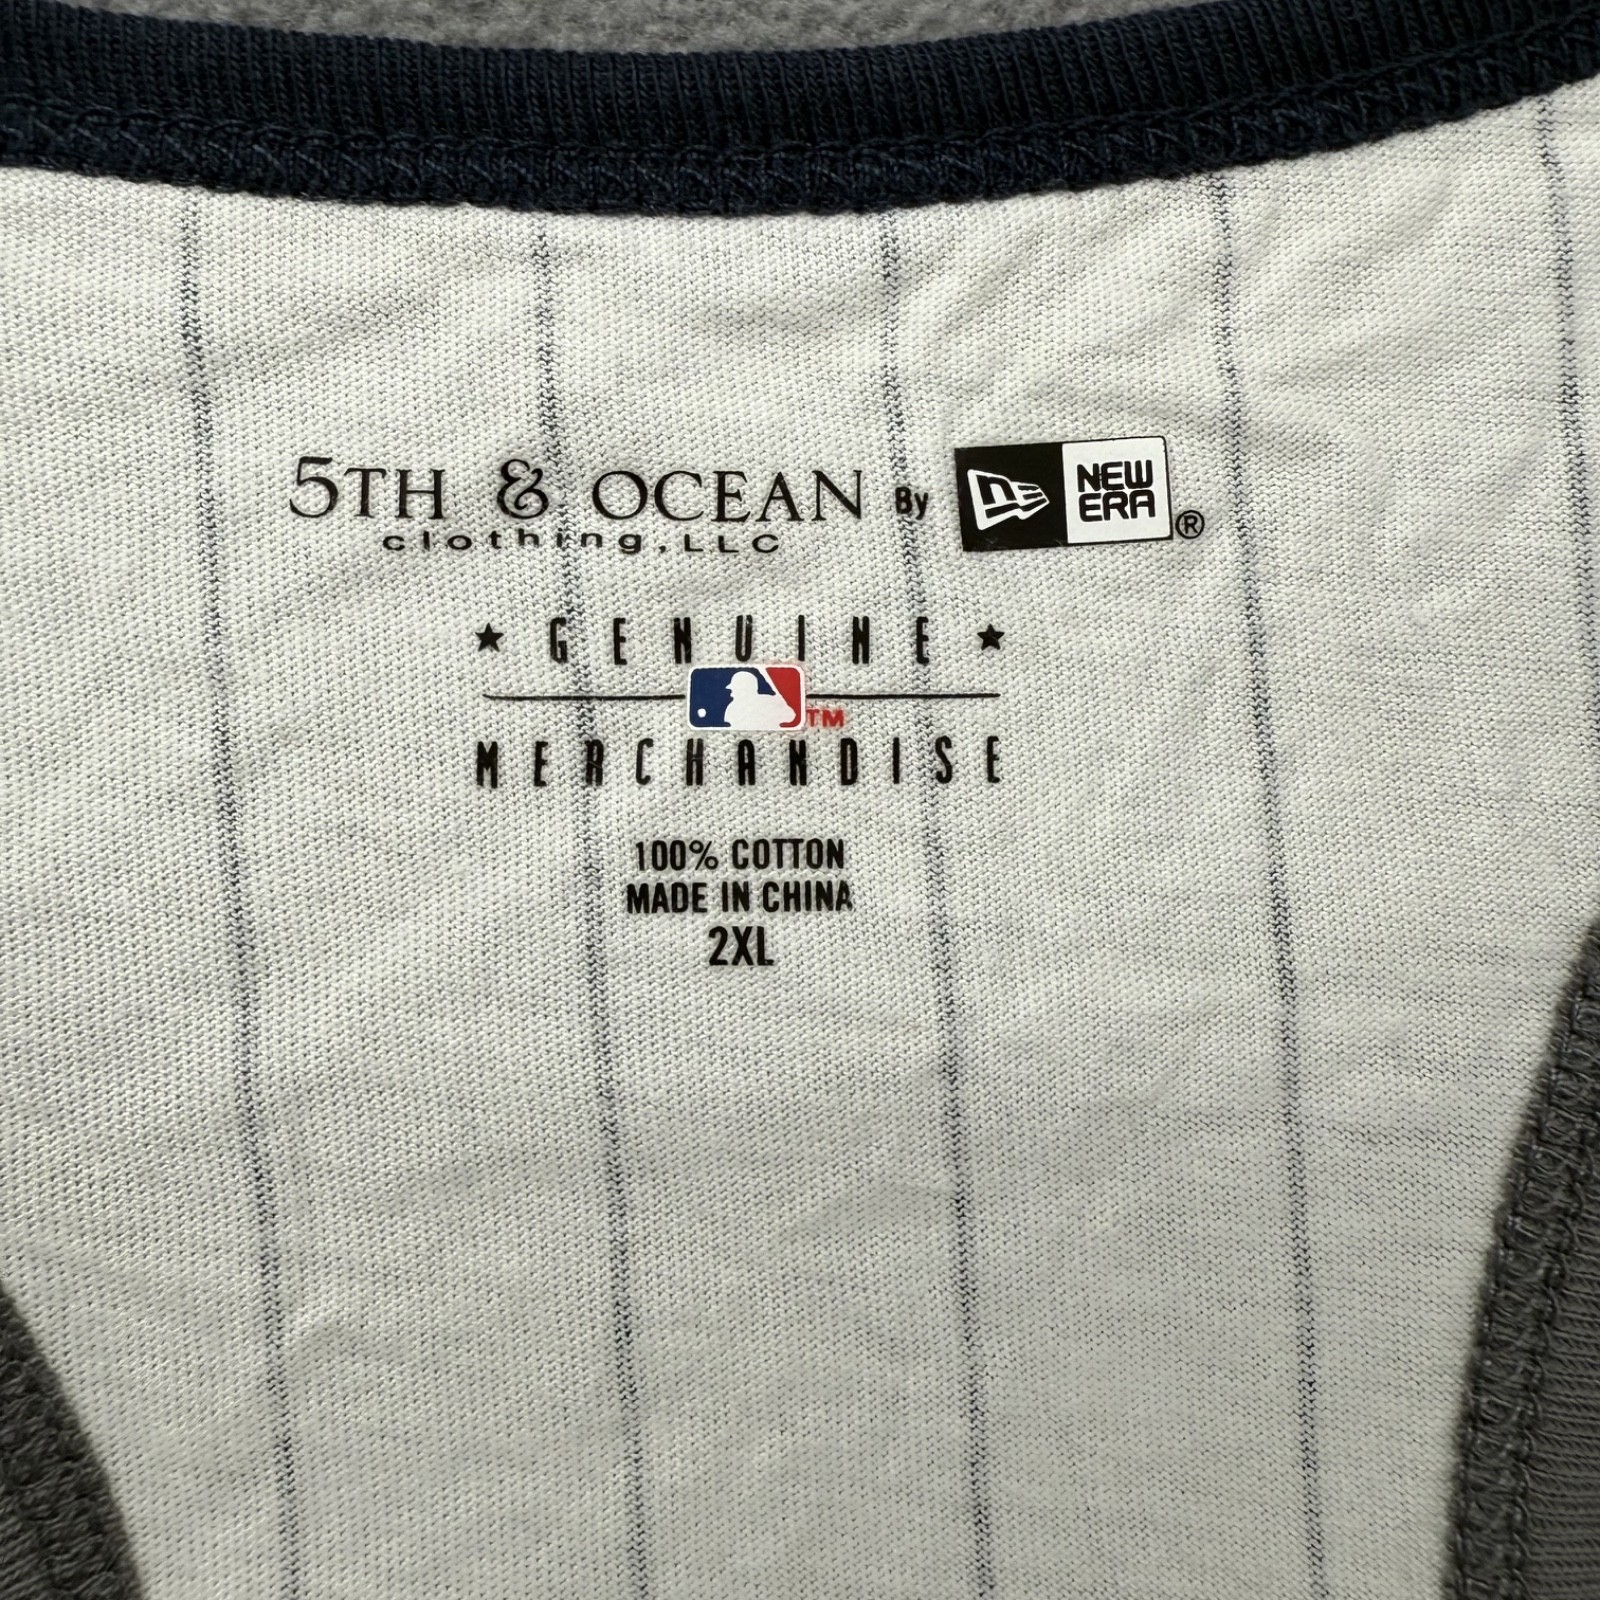 5TH & OCEAN By NEW ERA®
clothing, LLC
★ GENUINE ★
TM
MERCHANDISE
100% COTTON
MADE IN CHINA
2XL